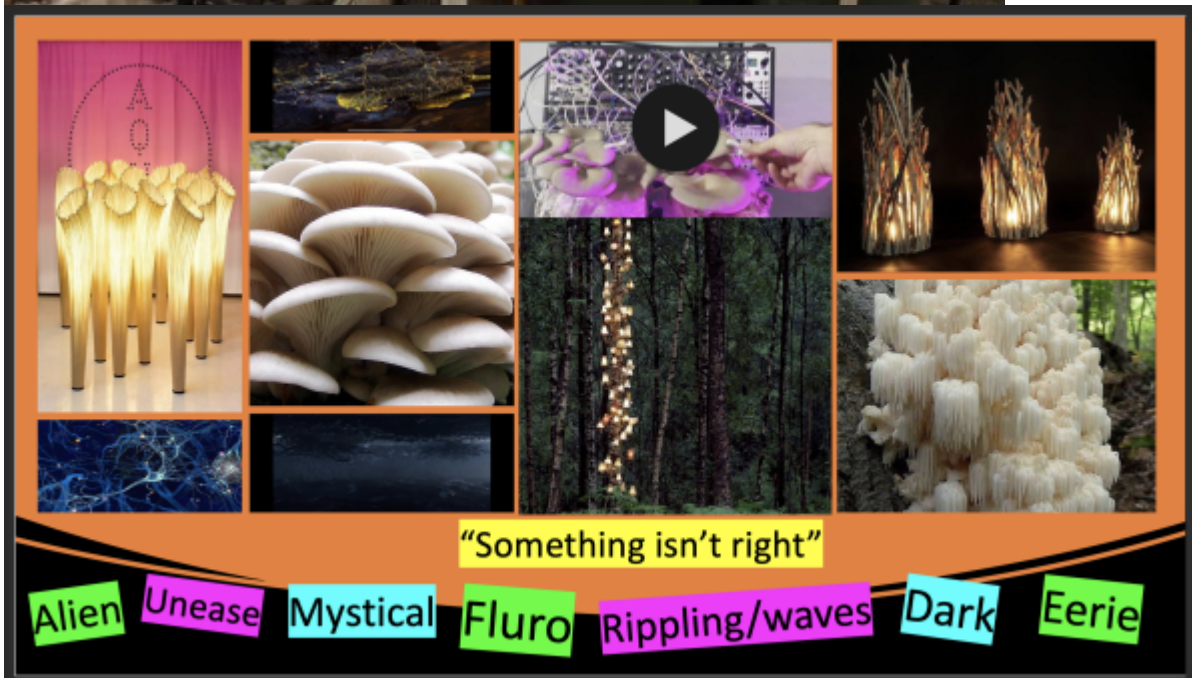 “Something isn’t right”
Alien Unease Mystical Fluro Rippling/waves Dark Eerie